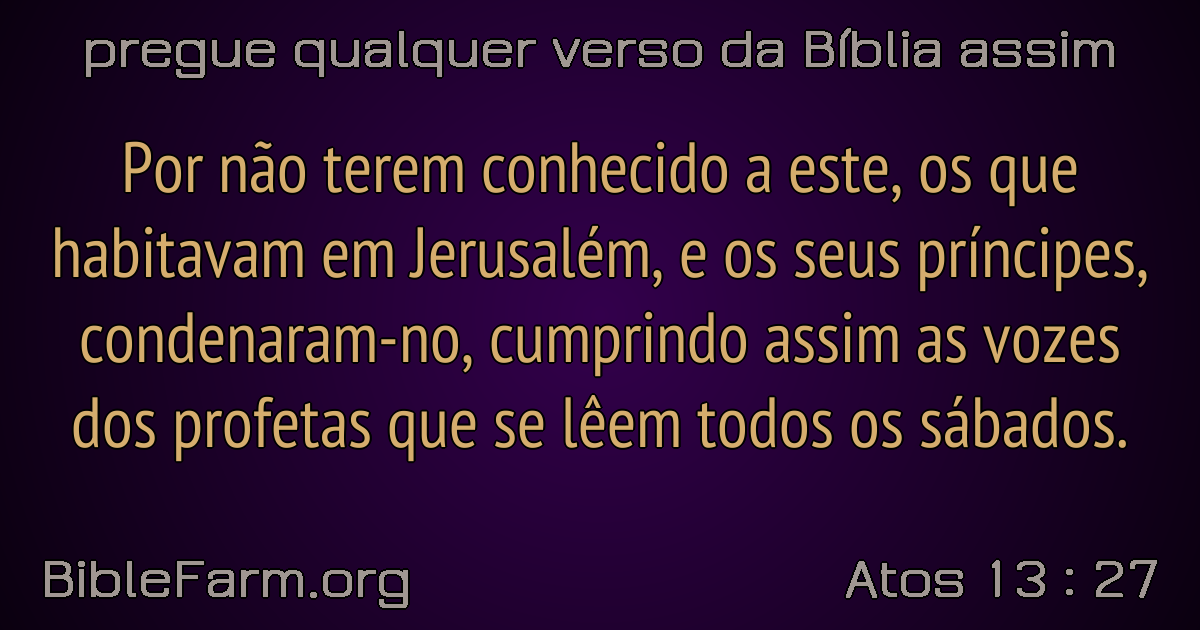 pregue qualquer verso da Bíblia assim
Por não terem conhecido a este, os que
habitavam em Jerusalém, e os seus príncipes,
condenaram-no, cumprindo assim as vozes
dos profetas que se lêem todos os sábados.
BibleFarm.org
Atos 13 : 27